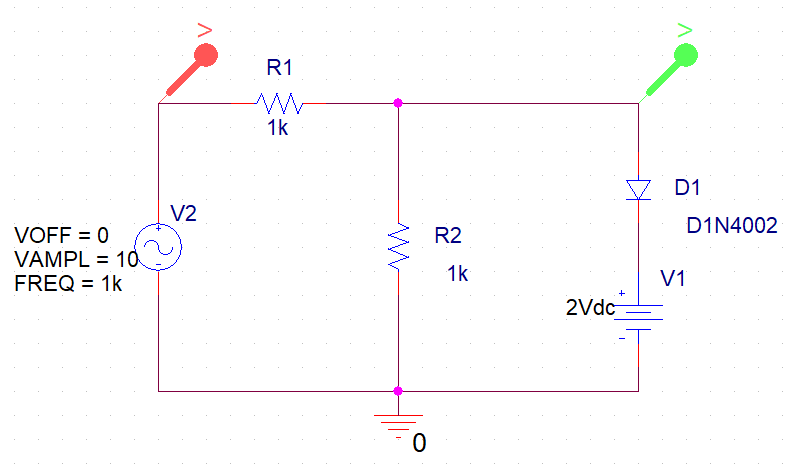 V
V
R1
1k
V2
VOFF = 0
VAMPL = 10
FREQ = 1k
R2
1k
D1
D1N4002
V1
2Vdc
0